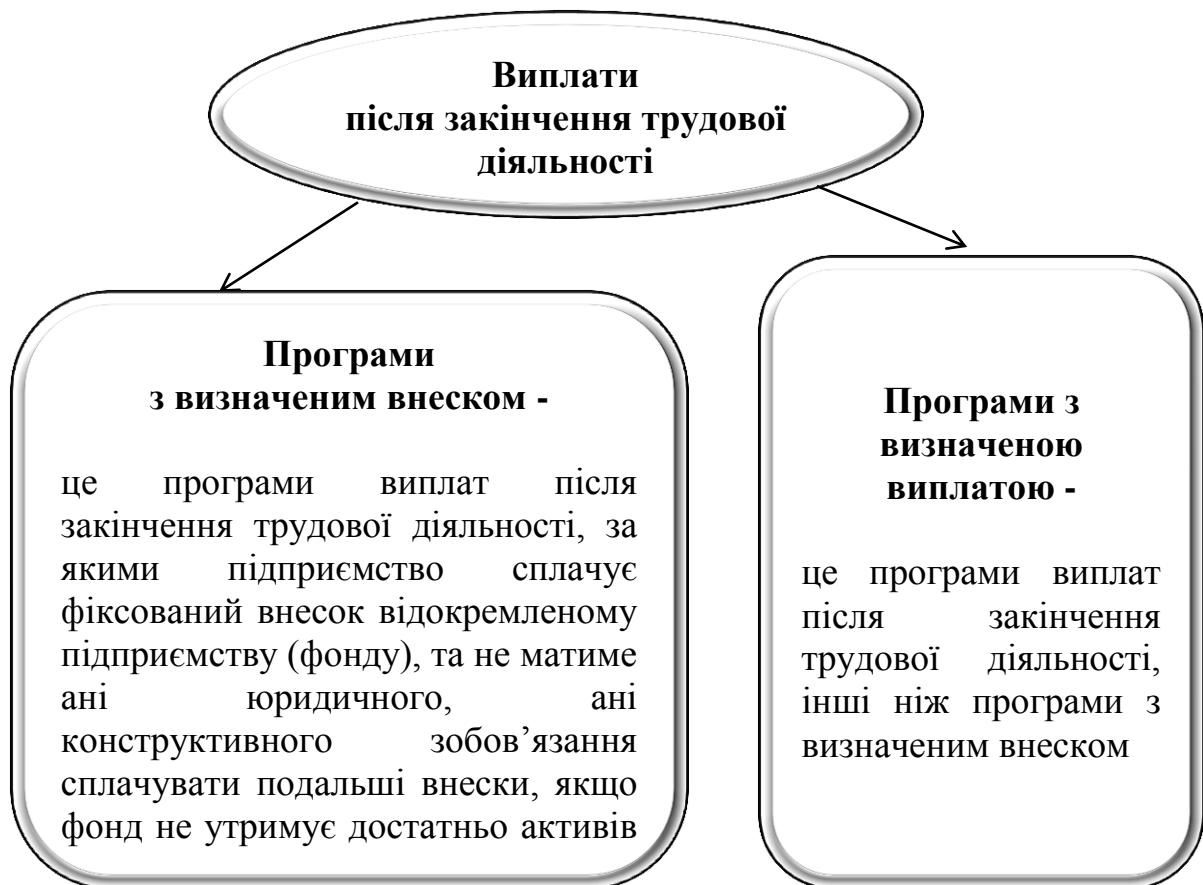 Виплати
після закінчення трудової
діяльності
Програми
з визначеним внеском -
це програми виплат після
закінчення трудової діяльності, за
якими підприємство сплачує
фіксований внесок відокремленому
підприємству (фонду), та не матиме
ані юридичного, ані
конструктивного зобов’язання
сплачувати подальші внески, якщо
фонд не утримує достатньо активів
Програми з
визначеною
виплатою -
це програми виплат
після закінчення
трудової діяльності,
інші ніж програми з
визначеним внеском